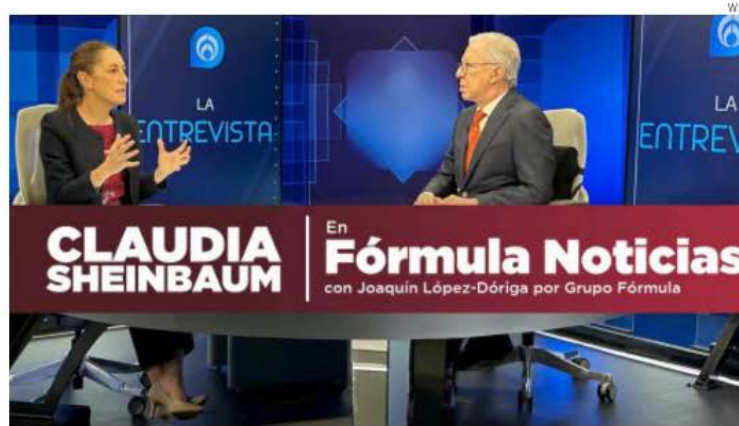 W
LA
ENTREVISTA
LA
ENTREV
CLAUDIA
SHEINBAUM
En
Fórmula Noticias
con Joaquín López-Dóriga por Grupo Fórmula